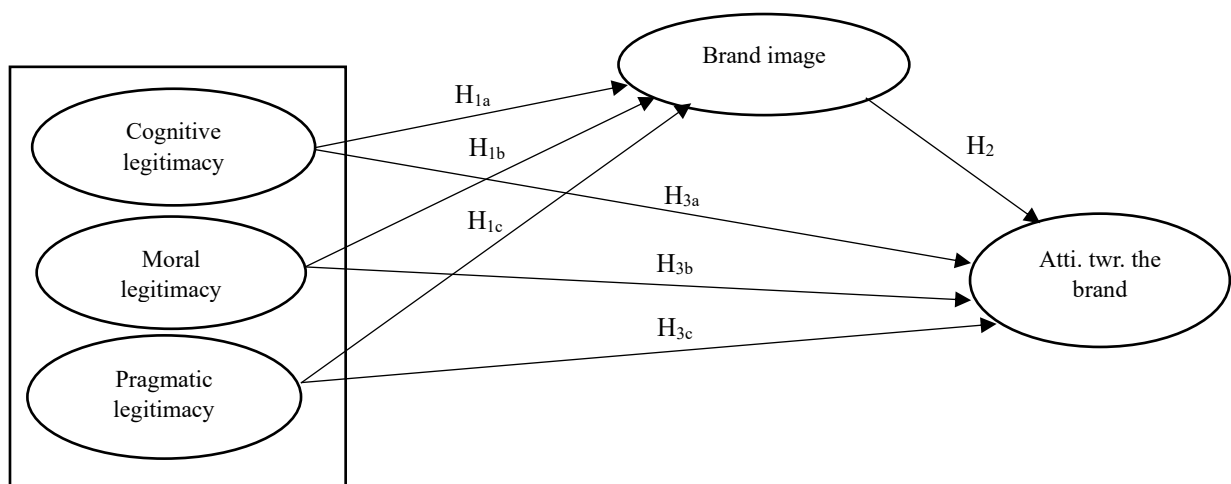 Brand image
H1a
Cognitive
legitimacy
H1b
H2
H3a
H1c
Moral
legitimacy
H3b
Atti. twr. the
brand
H3c
Pragmatic
legitimacy